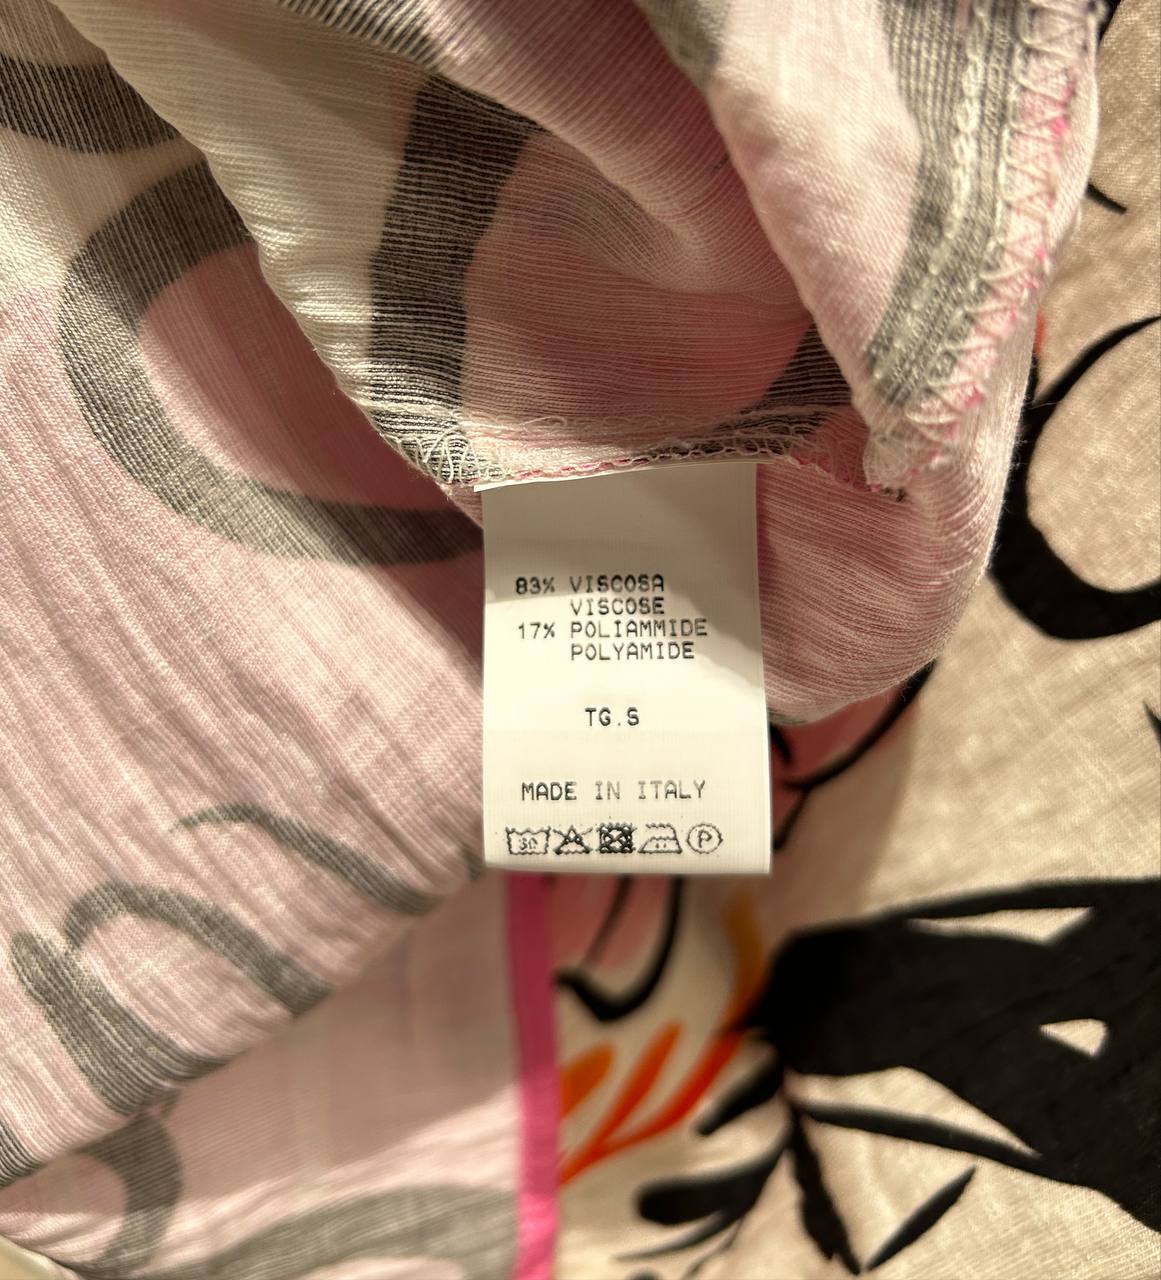 83% VISCOSA
VISCOSE
17% POLIAMMIDE
POLYAMIDE
TG.S
MADE IN ITALY
30 P